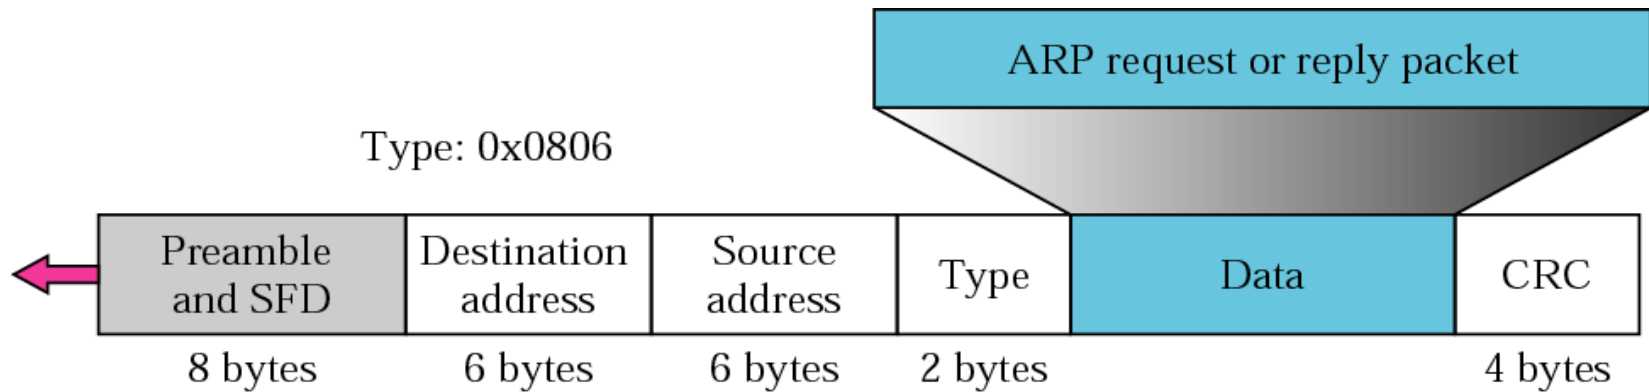 ARP request or reply packet
Type: 0x0806
Preamble
and SFD
Destination
address
Source
address
Type
Data
CRC
8 bytes
6 bytes
6 bytes
2 bytes
4 bytes